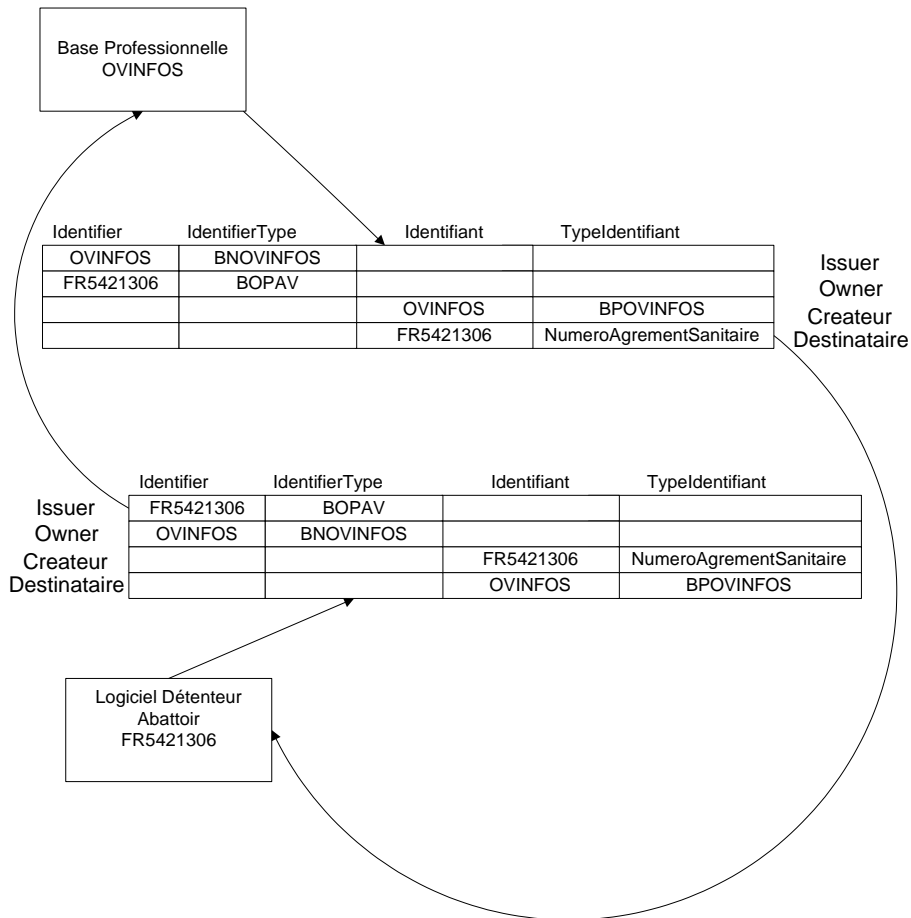 Base Professionnelle
OVINFOS
Identifier IdentifierType Identifiant TypeIdentifiant
OVINFOS BNOVINFOS Issuer
FR5421306 BOPAV Owner
OVINFOS BPOVINFOS Createur
FR5421306 NumeroAgrementSanitaire Destinataire
Identifier IdentifierType Identifiant TypeIdentifiant
Issuer FR5421306 BOPAV
Owner OVINFOS BNOVINFOS
Createur FR5421306 NumeroAgrementSanitaire
Destinataire OVINFOS BPOVINFOS
Logiciel Détenteur
Abattoir
FR5421306